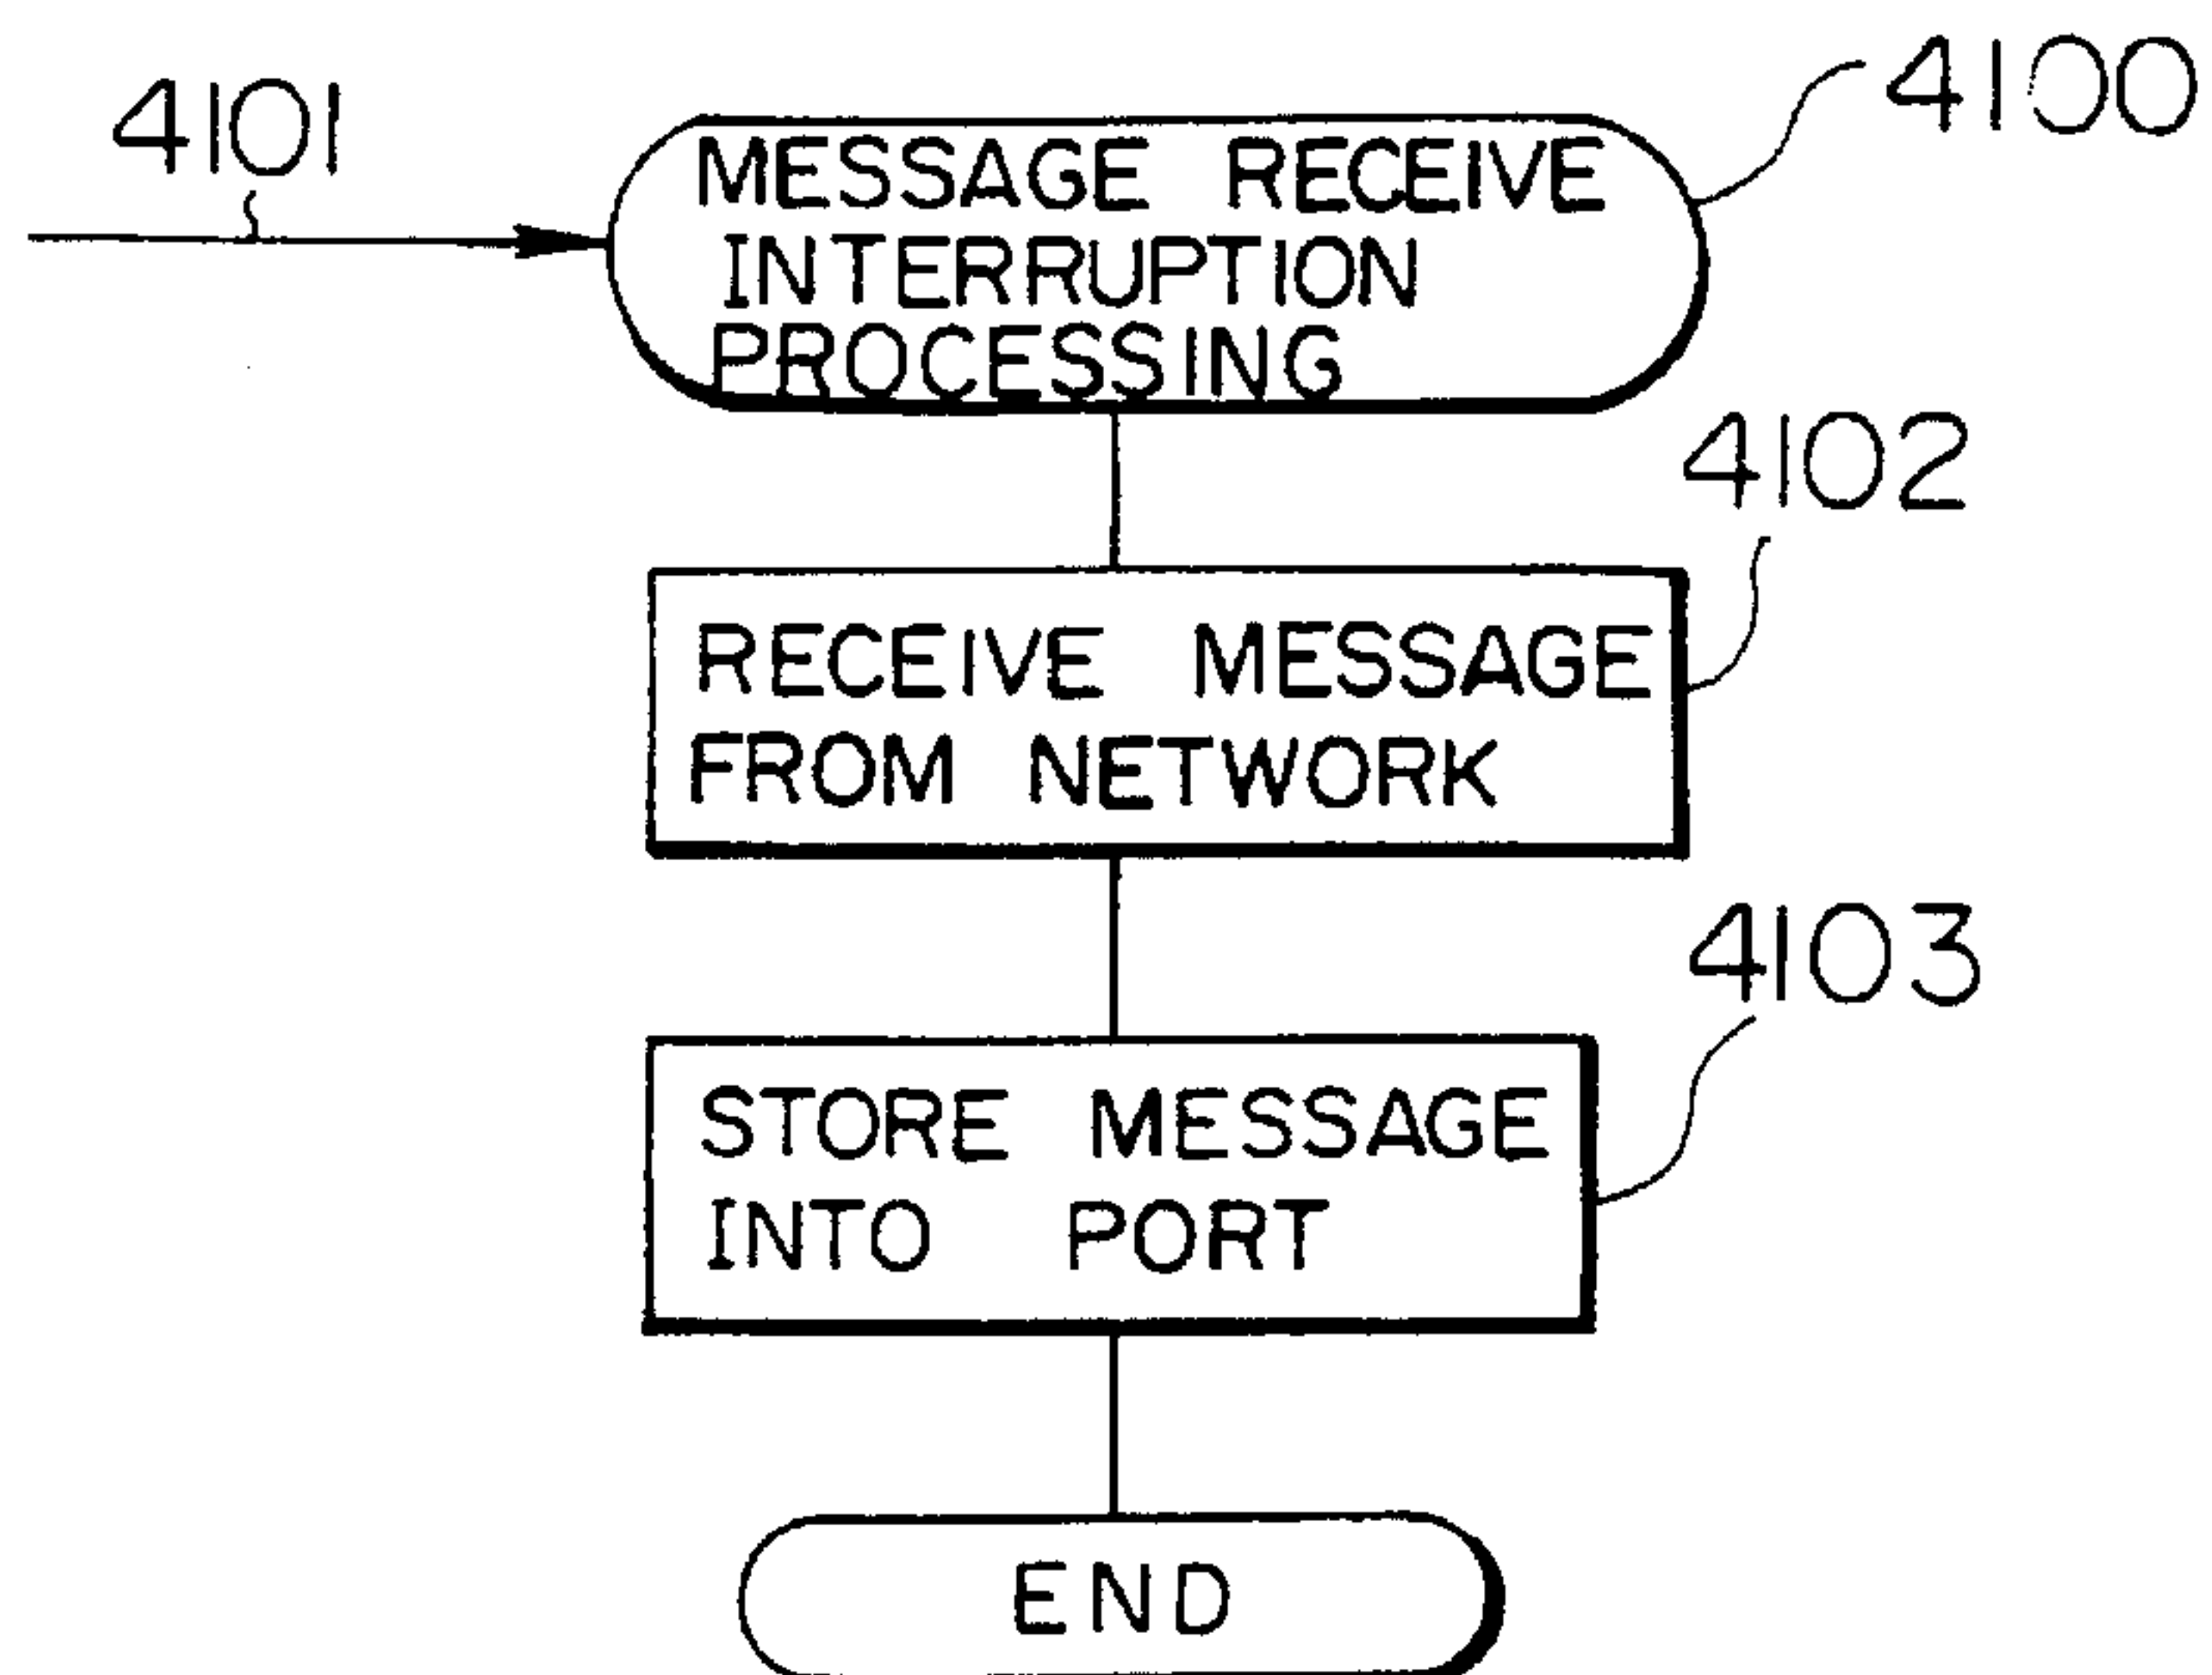 4100
4101
MESSAGE RECEIVE
INTERRUPTION
PROCESSING
4102
RECEIVE MESSAGE
FROM NETWORK
4103
STORE MESSAGE
INTO PORT
END